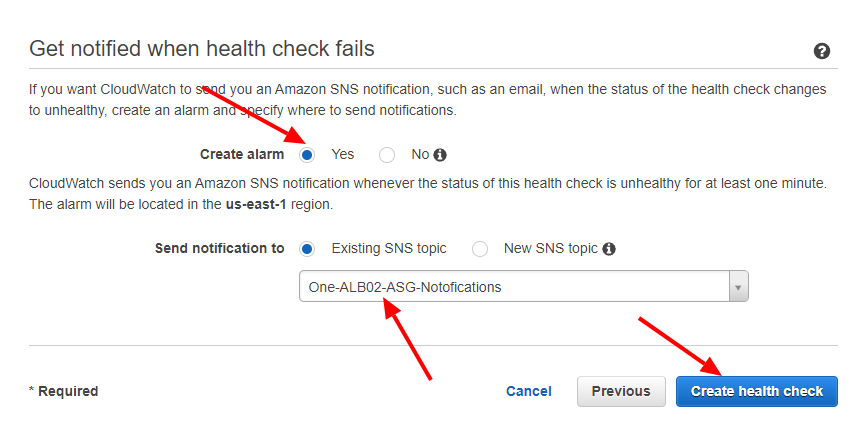 Get notified when health check fails
If you want CloudWatch to send you an Amazon SNS notification, such as an email, when the status of the health check changes
to unhealthy, create an alarm and specify where to send notifications.
Create alarm Yes No
CloudWatch sends you an Amazon SNS notification whenever the status of this health check is unhealthy for at least one minute.
The alarm will be located in the us-east-1 region.
Send notification to Existing SNS topic New SNS topic
One-ALB02-ASG-Notofications
* Required Cancel Previous Create health check